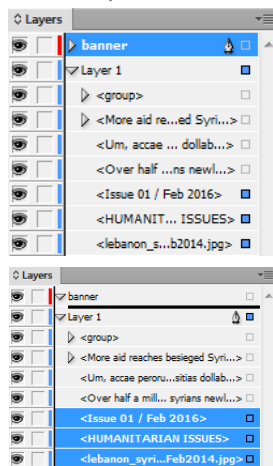 Layers
banner
Layer 1
<group>
<More aid re...ed Syri...>
<Um, accae ... dollab...>
<Over half ...ns newl...>
<Issue 01 / Feb 2016>
<HUMANIT... ISSUES>
<lebanon_s...b2014.jpg>
Layers
banner
Layer 1
<group>
<More aid reaches besieged Syri...>
<Um, accae peroru...sitias dollab...>
<Over half a mill... syrians newl...>
<Issue 01 / Feb 2016>
<HUMANITARIAN ISSUES>
<lebanon_syri...Feb2014.jpg>